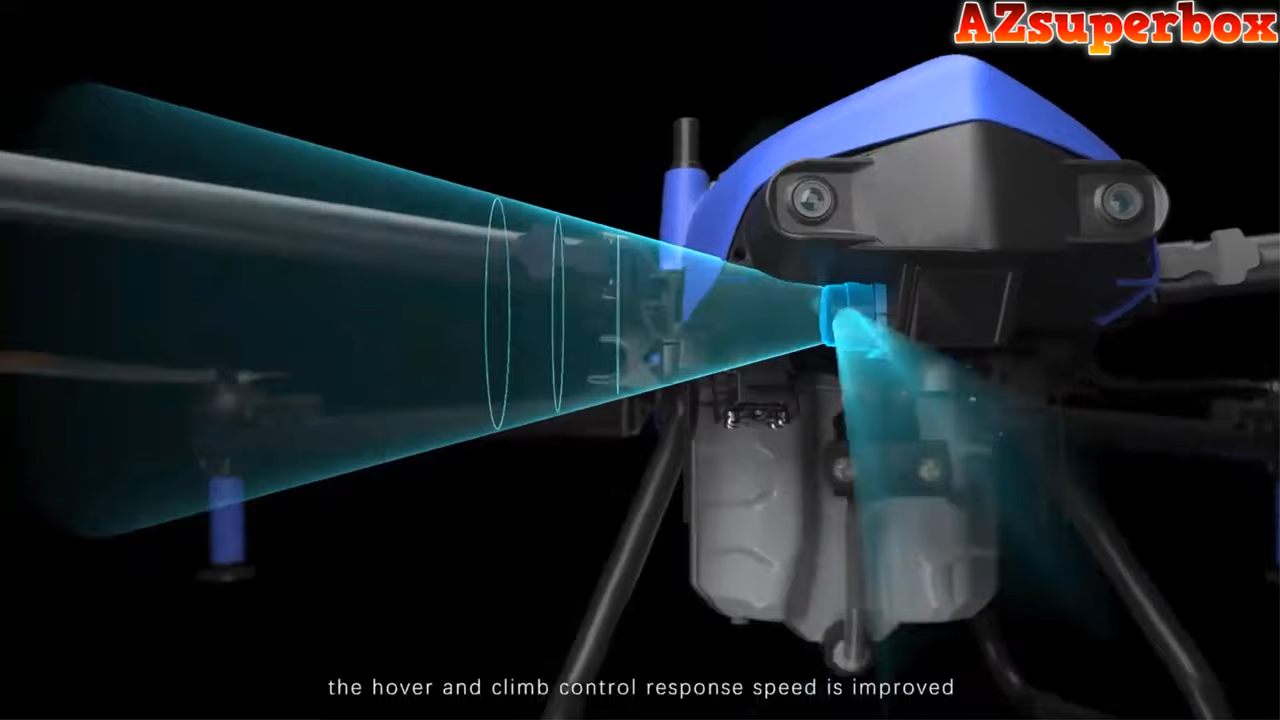 AZsuperbox
the hover and climb control response speed is improved